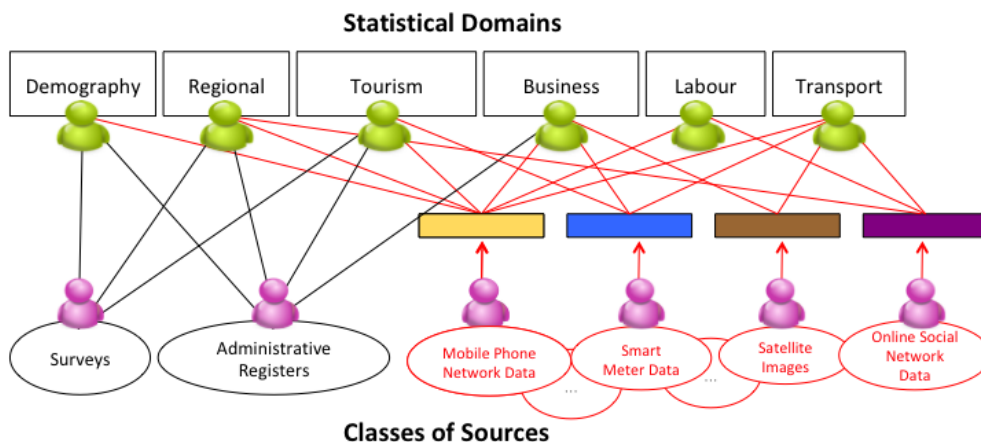 Statistical Domains
Demography
Regional
Tourism
Business
Labour
Transport
Surveys
Administrative
Registers
Mobile Phone
Network Data
...
Smart
Meter Data
...
Satellite
Images
Online Social
Network
Data
Classes of Sources